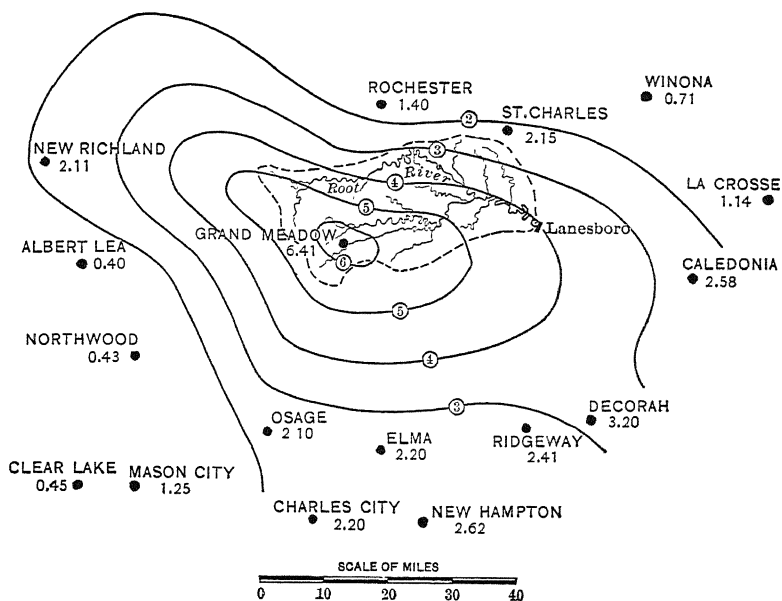 WINONA
0.71
ROCHESTER
1.40
2
ST.CHARLES
2.15
3
NEW RICHLAND
2.11
4
River
Root
LA CROSSE
1.14
5
Lanesboro
GRAND MEADOW
6.41
ALBERT LEA
0.40
6
CALEDONIA
2.58
5
NORTHWOOD
0.43
4
3
DECORAH
3.20
OSAGE
2 10
ELMA
2.20
RIDGEWAY
2.41
CLEAR LAKE
0.45
MASON CITY
1.25
CHARLES CITY
2.20
NEW HAMPTON
2.62
SCALE OF MILES
0 10 20 30 40